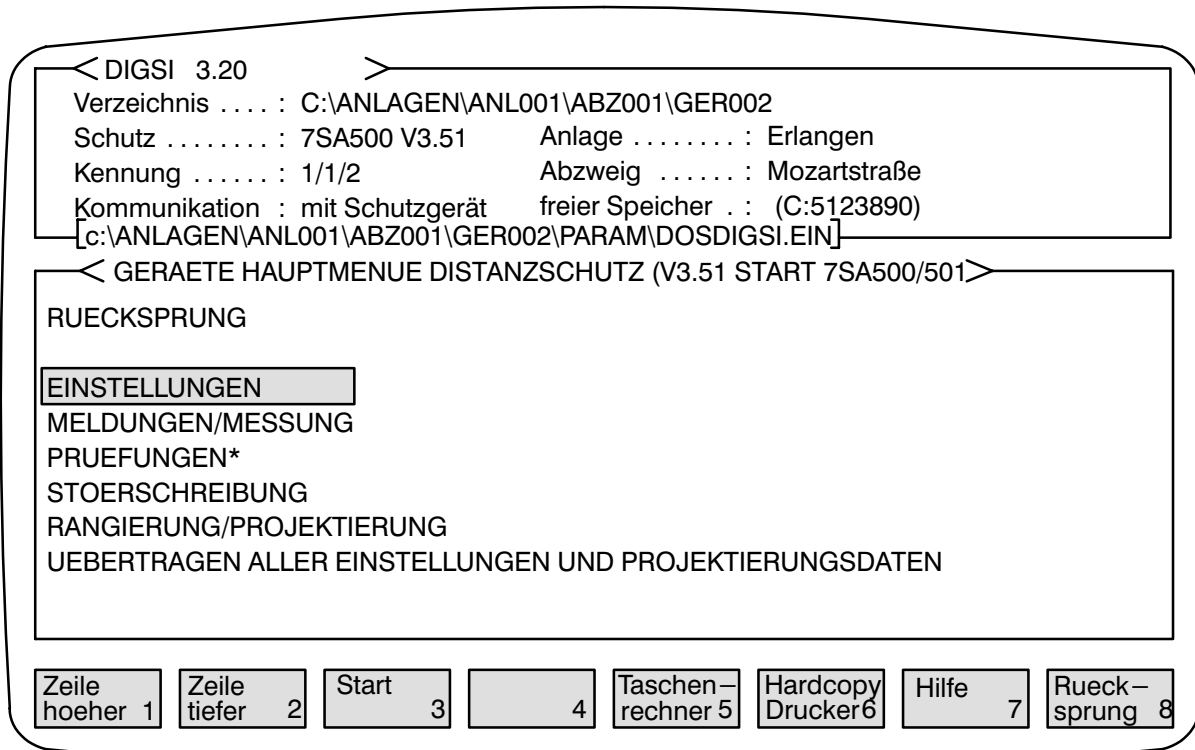 DIGSI 3.20
Verzeichnis . . . . : C:\ANLAGEN\ANL001\ABZ001\GER002
Schutz . . . . . . . . : 7SA500 V3.51 Anlage . . . . . . . . : Erlangen
Kennung . . . . . . : 1/1/2 Abzweig . . . . . . : Mozartstraße
Kommunikation : mit Schutzgerät freier Speicher . : (C:5123890)
[c:\ANLAGEN\ANL001\ABZ001\GER002\PARAM\DOSDIGSI.EIN]
GERAETE HAUPTMENUE DISTANZSCHUTZ (V3.51 START 7SA500/501
RUECKSPRUNG
EINSTELLUNGEN
MELDUNGEN/MESSUNG
PRUEFUNGEN*
STOERSCHREIBUNG
RANGIERUNG/PROJEKTIERUNG
UEBERTRAGEN ALLER EINSTELLUNGEN UND PROJEKTIERUNGSDATEN
Zeile
hoeher 1
Zeile
tiefer 2
Start
3
4
Taschen–
rechner 5
Hardcopy
Drucker 6
Hilfe
7
Rueck–
sprung 8